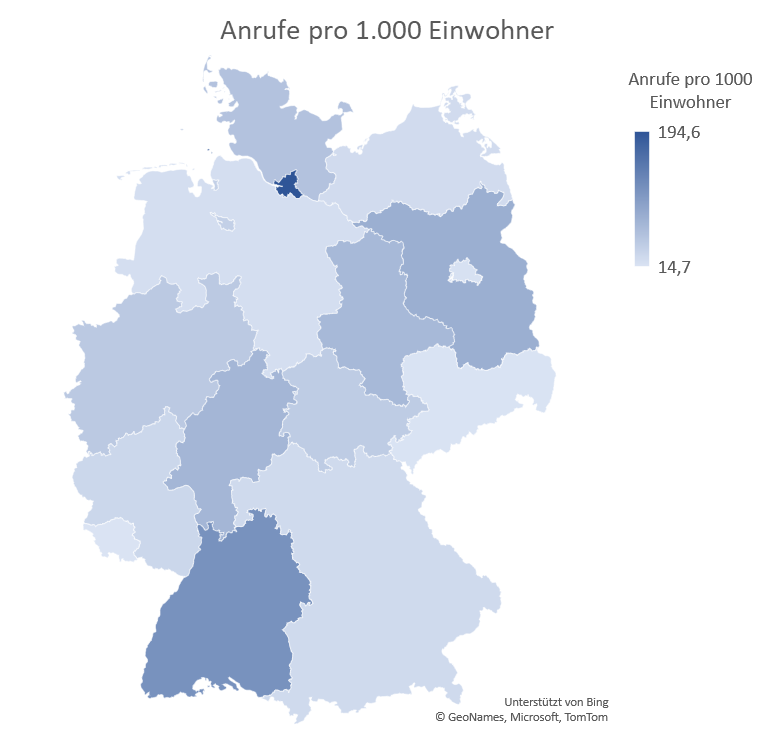 Anrufe pro 1.000 Einwohner
Anrufe pro 1000
Einwohner
194,6
14,7
Unterstützt von Bing
© GeoNames, Microsoft, TomTom